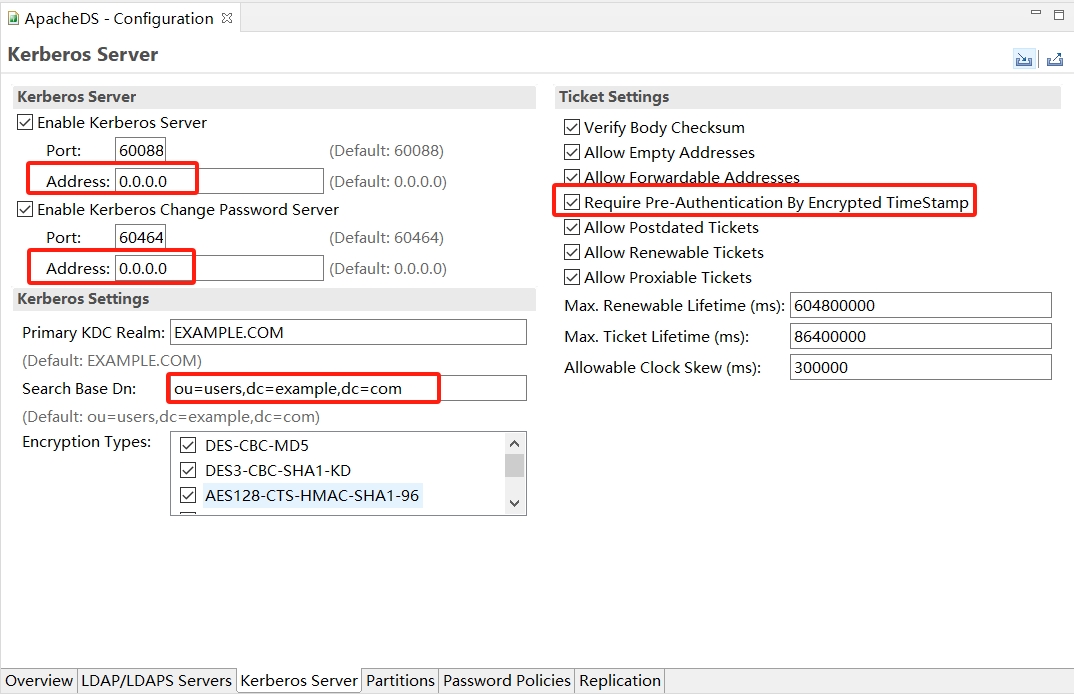 ApacheDS - Configuration
Kerberos Server
Kerberos Server
Enable Kerberos Server
Port: 60088 (Default: 60088)
Address: 0.0.0.0 (Default: 0.0.0.0)
Enable Kerberos Change Password Server
Port: 60464 (Default: 60464)
Address: 0.0.0.0 (Default: 0.0.0.0)
Kerberos Settings
Primary KDC Realm: EXAMPLE.COM
(Default: EXAMPLE.COM)
Search Base Dn: ou=users,dc=example,dc=com
(Default: ou=users,dc=example,dc=com)
Encryption Types: DES-CBC-MD5
DES3-CBC-SHA1-KD
AES128-CTS-HMAC-SHA1-96
Ticket Settings
Verify Body Checksum
Allow Empty Addresses
Allow Forwardable Addresses
Require Pre-Authentication By Encrypted TimeStamp
Allow Postdated Tickets
Allow Renewable Tickets
Allow Proxiable Tickets
Max. Renewable Lifetime (ms): 604800000
Max. Ticket Lifetime (ms): 86400000
Allowable Clock Skew (ms): 300000
Overview LDAP/LDAPS Servers Kerberos Server Partitions Password Policies Replication